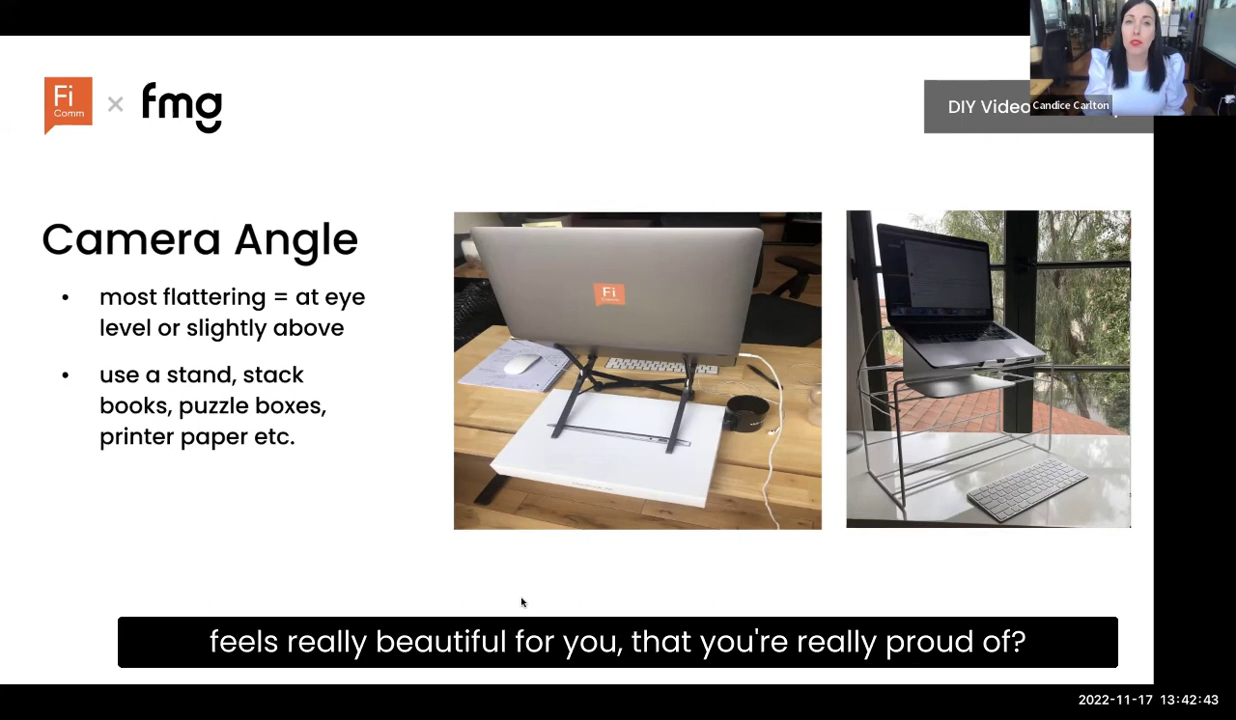 Fi
Comm
×
fmg
DIY Video
Candice Carlton
Camera Angle
• most flattering = at eye
level or slightly above
• use a stand, stack
books, puzzle boxes,
printer paper etc.
Fi
feels really beautiful for you, that you're really proud of?
2022-11-17 13:42:43